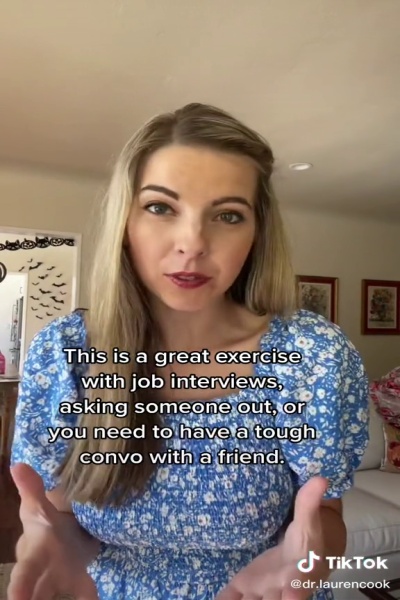 This is a great exercise
with job interviews,
asking someone out, or
you need to have a tough
convo with a friend.
TikTok
@dr.laurencook